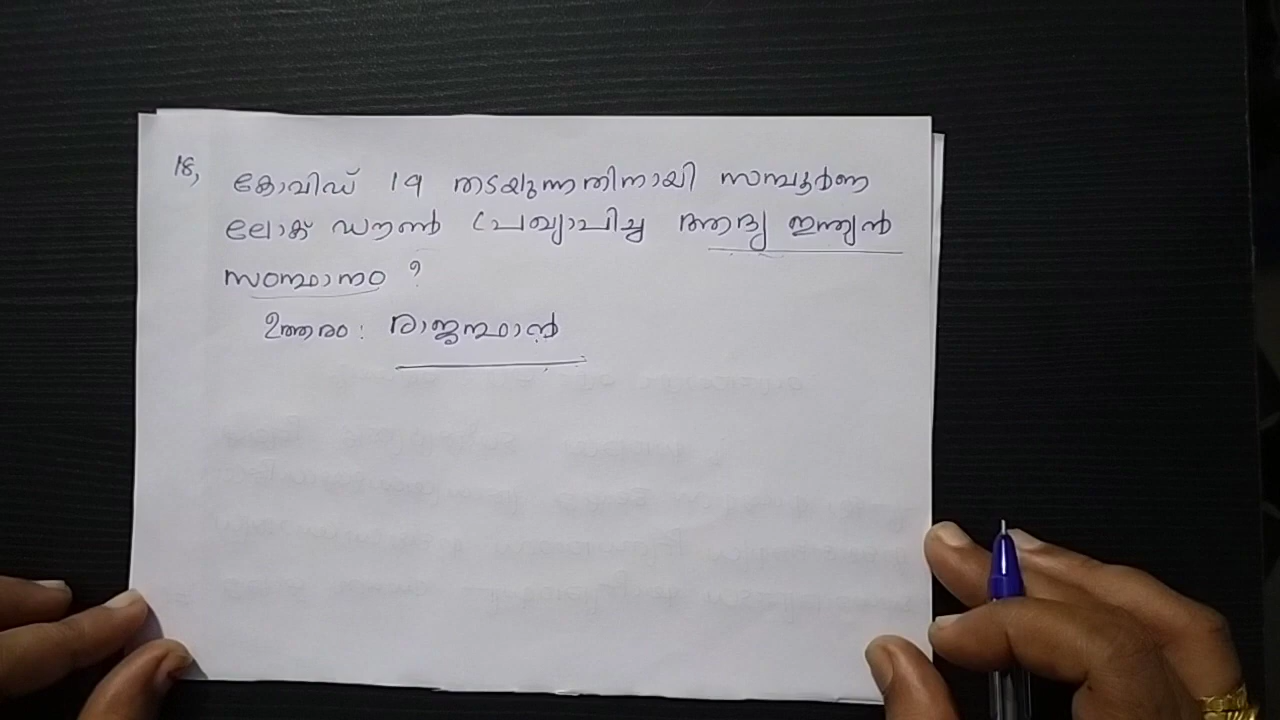 18, കോവിഡ് 19 തടയുന്നതിനായി സമ്പൂർണ
ലോക് ഡൗൺ പ്രഖ്യാപിച്ച ആദ്യ ഇന്ത്യൻ
സംസ്ഥാനം ?
ഉത്തരം : രാജസ്ഥാൻ